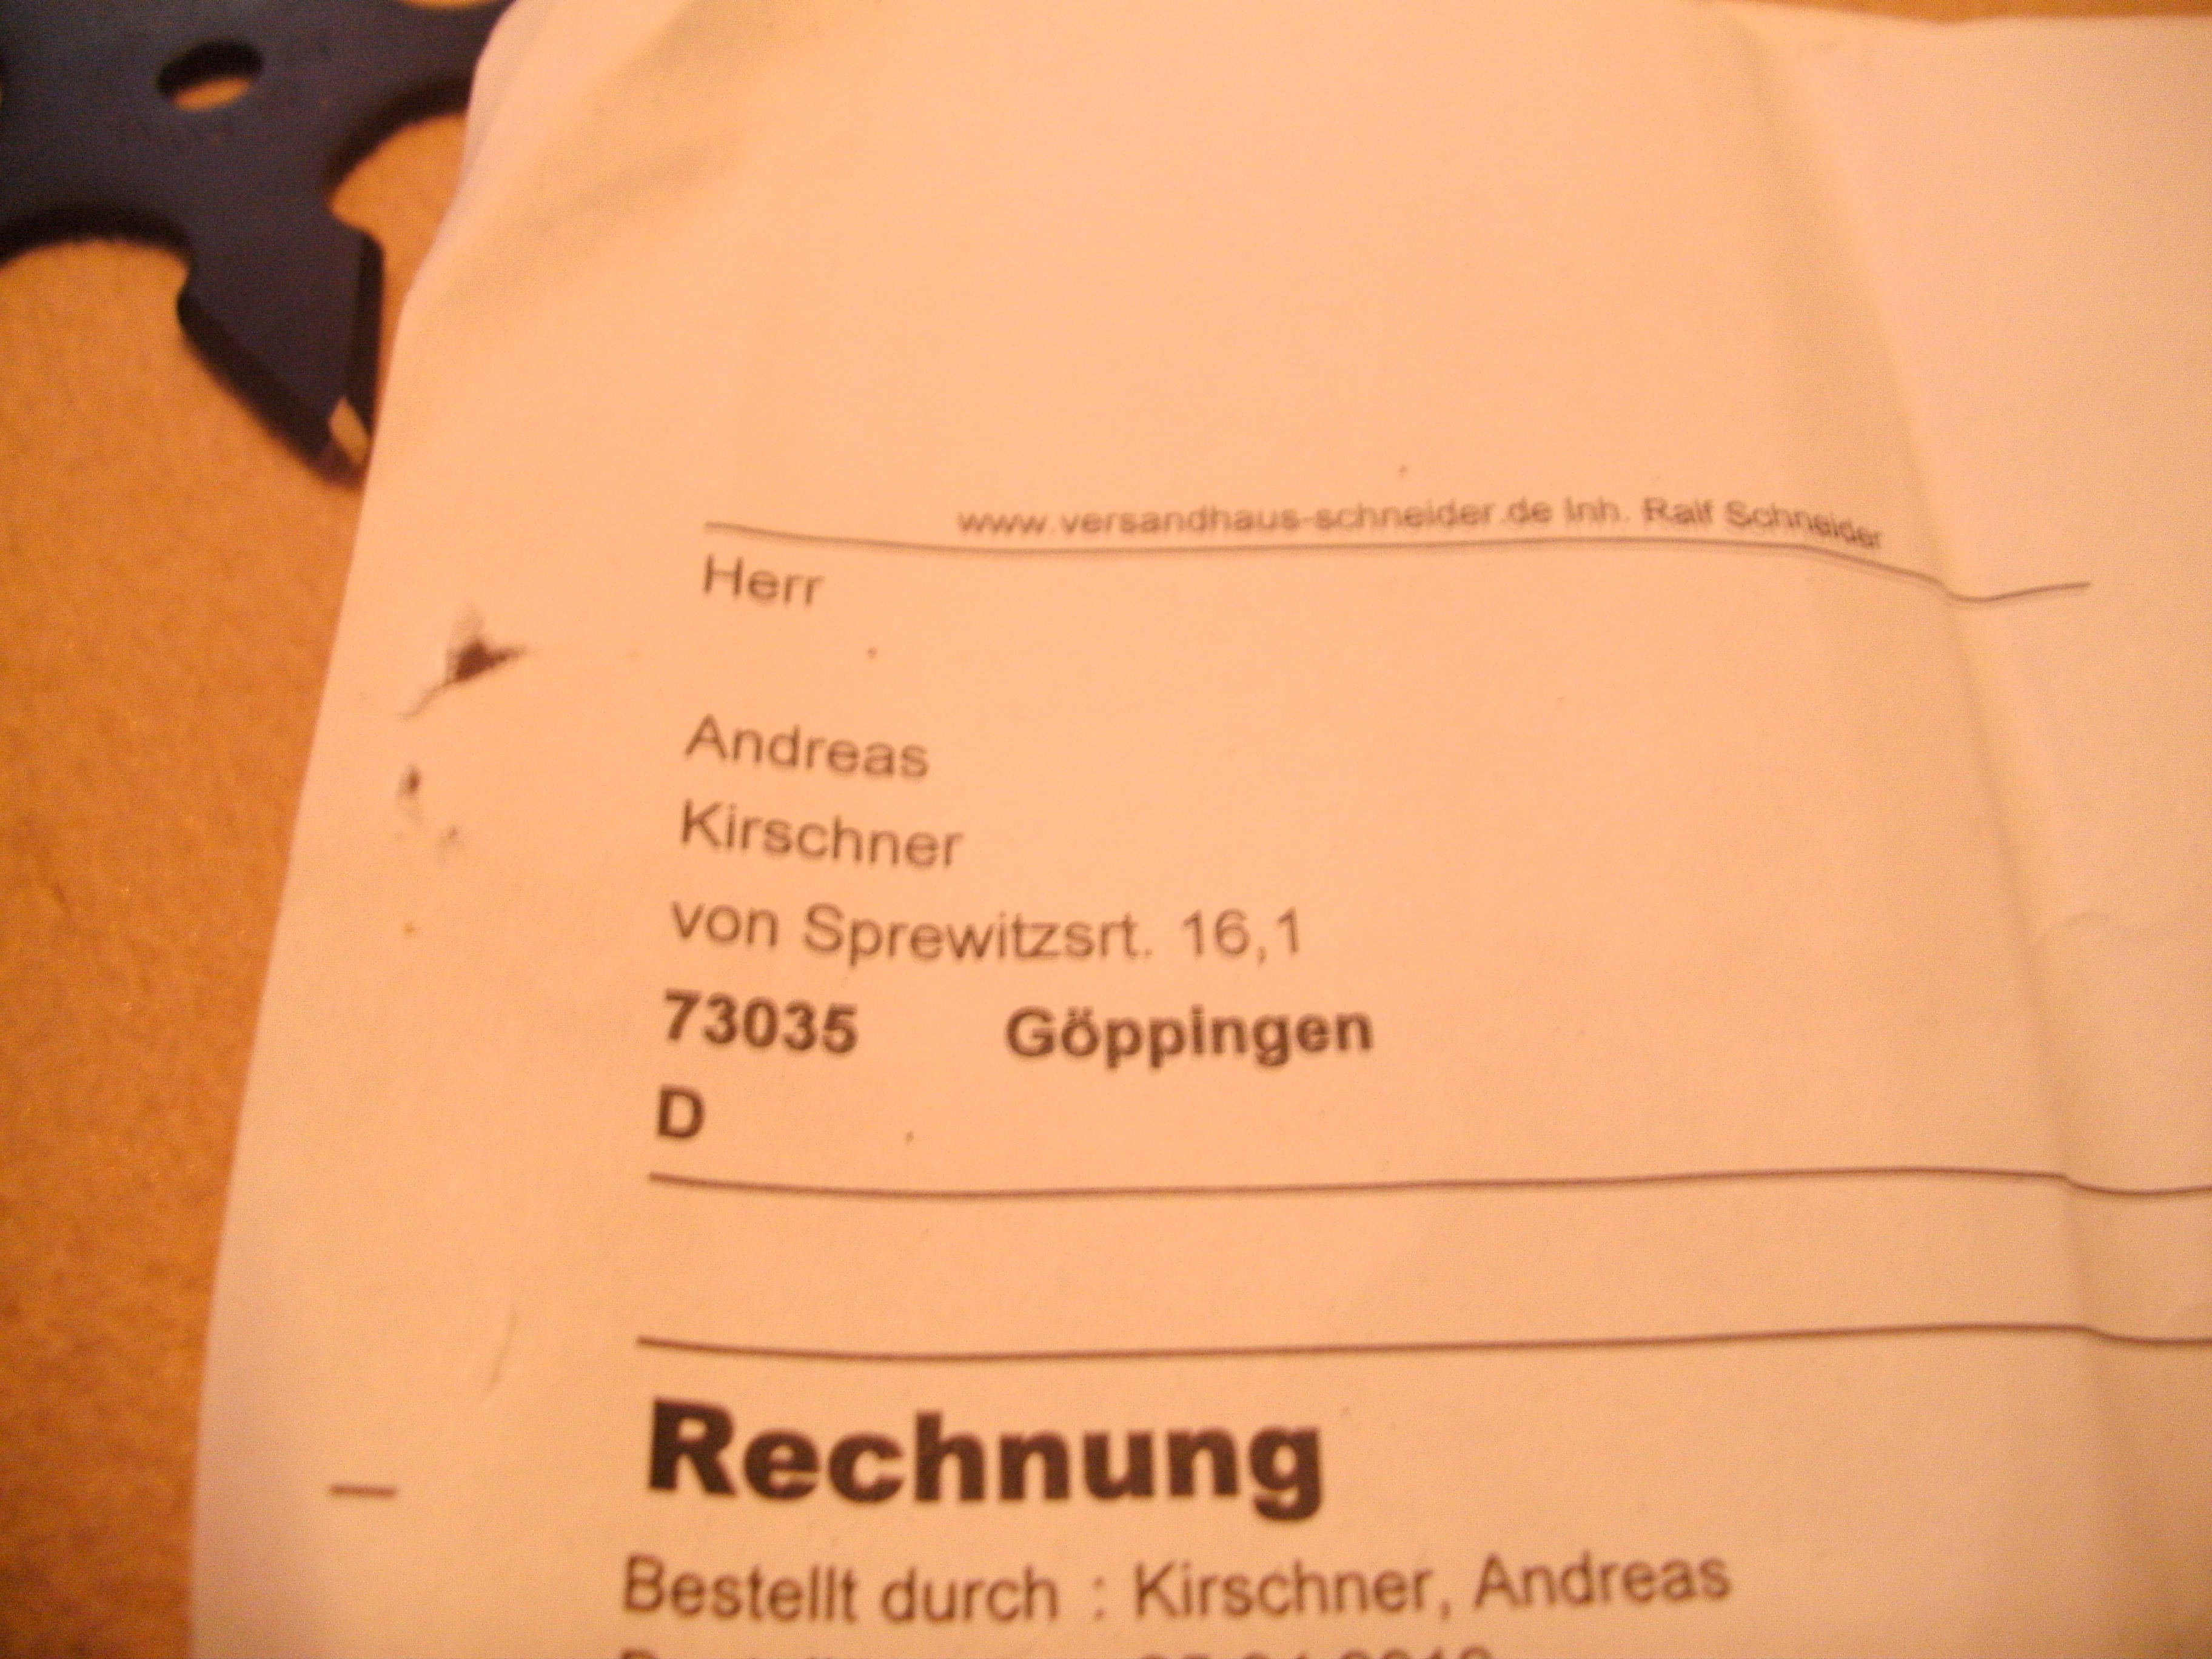 www.versandhaus-schneider.de Inh. Ralf Schneider
Herr
Andreas
Kirschner
von Sprewitzsrt. 16,1
73035 Göppingen
D
Rechnung
Bestellt durch : Kirschner, Andreas